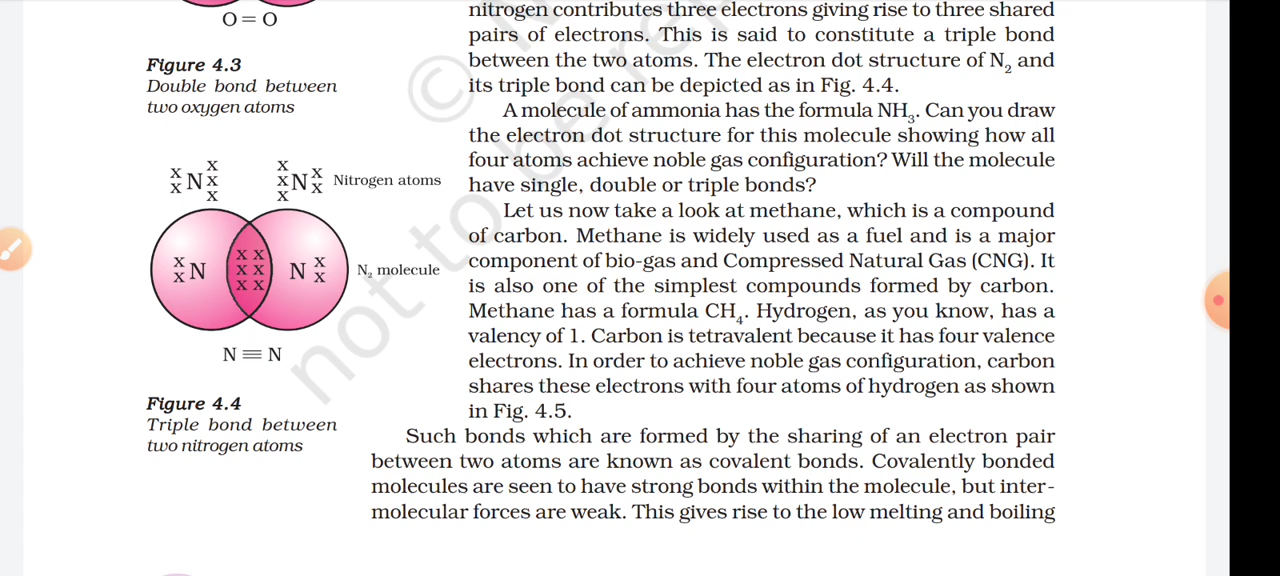 O = O
Figure 4.3
Double bond between
two oxygen atoms
x x N x x x
x x x N x x Nitrogen atoms
x x N x x x x x x N x x N₂ molecule
N ≡ N
Figure 4.4
Triple bond between
two nitrogen atoms
nitrogen contributes three electrons giving rise to three shared
pairs of electrons. This is said to constitute a triple bond
between the two atoms. The electron dot structure of N₂ and
its triple bond can be depicted as in Fig. 4.4.
A molecule of ammonia has the formula NH₃. Can you draw
the electron dot structure for this molecule showing how all
four atoms achieve noble gas configuration? Will the molecule
have single, double or triple bonds?
Let us now take a look at methane, which is a compound
of carbon. Methane is widely used as a fuel and is a major
component of bio-gas and Compressed Natural Gas (CNG). It
is also one of the simplest compounds formed by carbon.
Methane has a formula CH₄. Hydrogen, as you know, has a
valency of 1. Carbon is tetravalent because it has four valence
electrons. In order to achieve noble gas configuration, carbon
shares these electrons with four atoms of hydrogen as shown
in Fig. 4.5.
Such bonds which are formed by the sharing of an electron pair
between two atoms are known as covalent bonds. Covalently bonded
molecules are seen to have strong bonds within the molecule, but inter-
molecular forces are weak. This gives rise to the low melting and boiling
© N
not to be rep